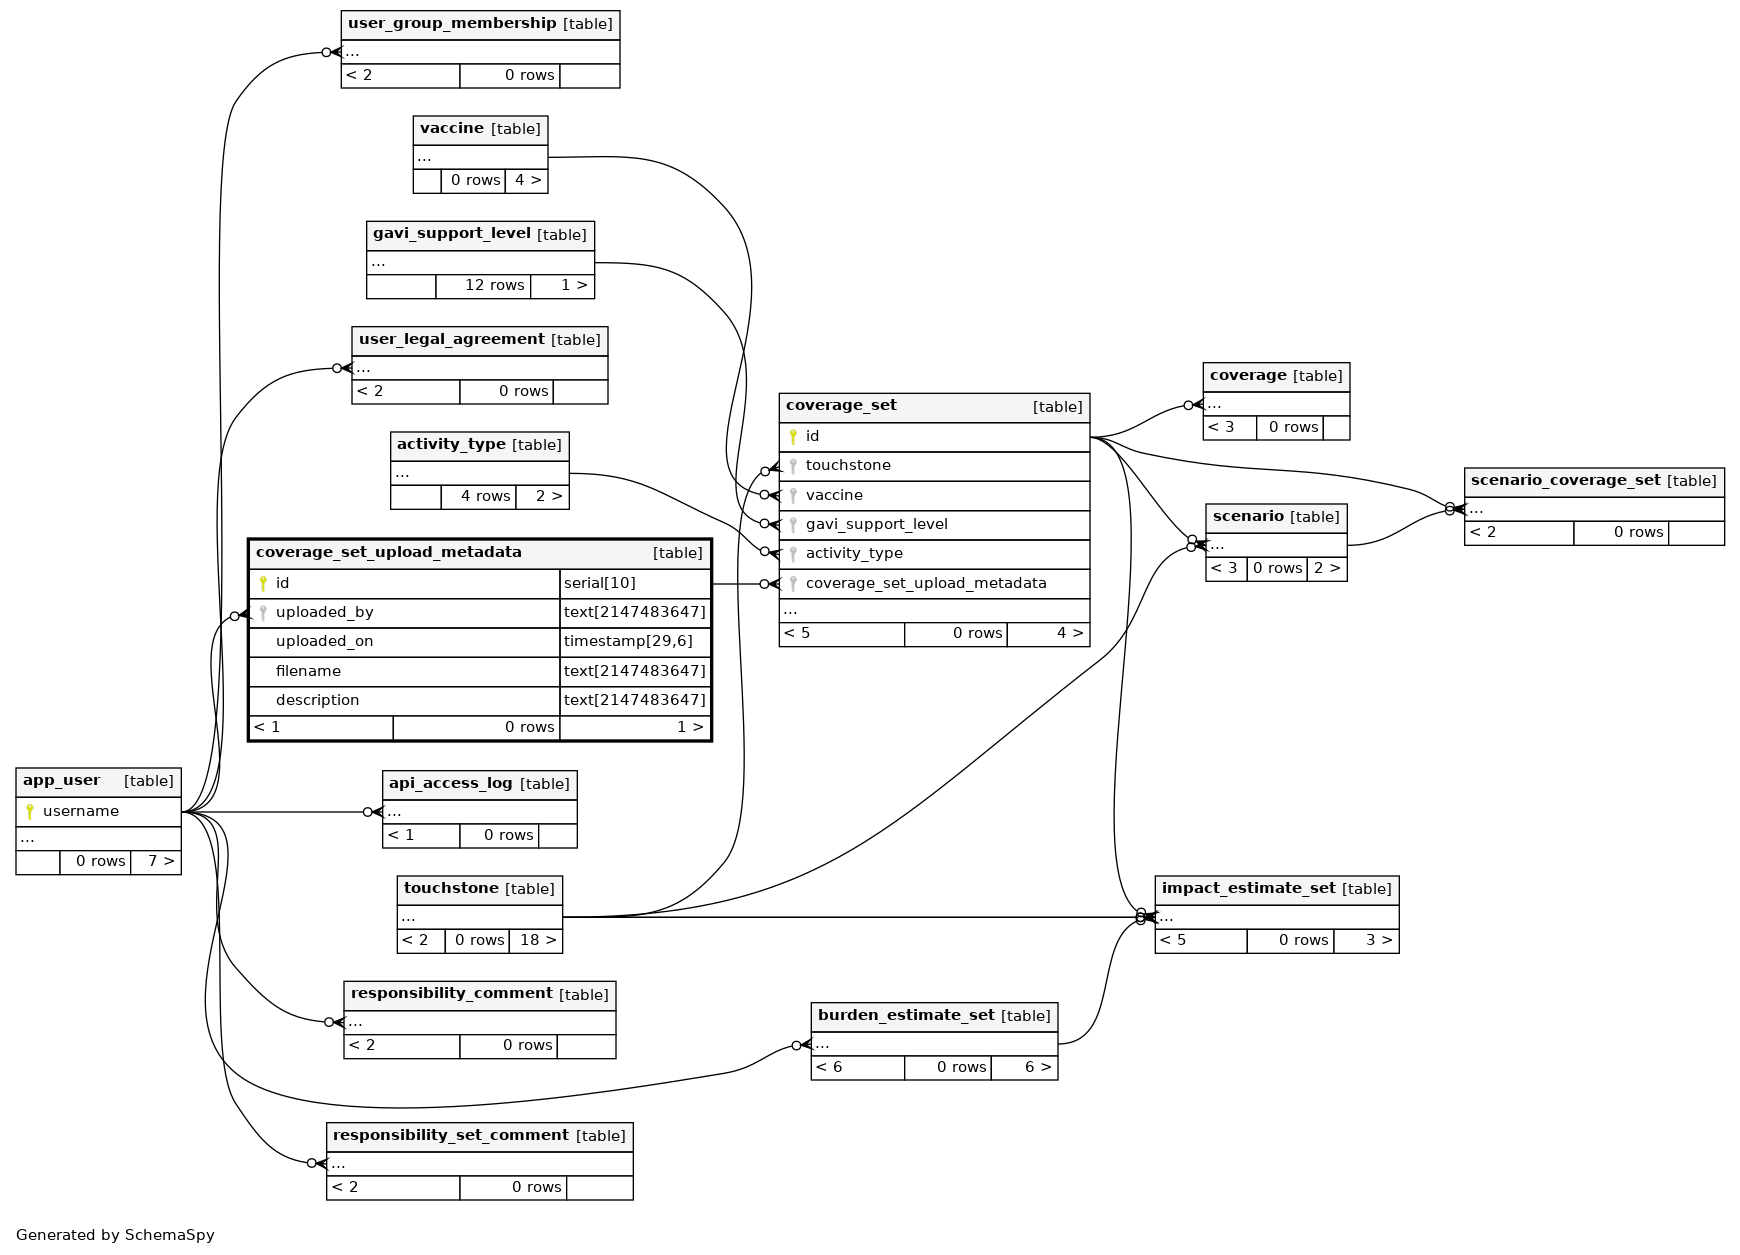 user_group_membership [table]
...
< 2 0 rows
vaccine [table]
...
0 rows 4 >
gavi_support_level [table]
...
12 rows 1 >
user_legal_agreement [table]
...
< 2 0 rows
activity_type [table]
...
4 rows 2 >
coverage_set_upload_metadata [table]
id serial[10]
uploaded_by text[2147483647]
uploaded_on timestamp[29,6]
filename text[2147483647]
description text[2147483647]
< 1 0 rows 1 >
app_user [table]
username
...
0 rows 7 >
api_access_log [table]
...
< 1 0 rows
touchstone [table]
...
< 2 0 rows 18 >
responsibility_comment [table]
...
< 2 0 rows
responsibility_set_comment [table]
...
< 2 0 rows
coverage_set [table]
id
touchstone
vaccine
gavi_support_level
activity_type
coverage_set_upload_metadata
...
< 5 0 rows 4 >
burden_estimate_set [table]
...
< 6 0 rows 6 >
coverage [table]
...
< 3 0 rows
scenario [table]
...
< 3 0 rows 2 >
scenario_coverage_set [table]
...
< 2 0 rows
impact_estimate_set [table]
...
< 5 0 rows 3 >
Generated by SchemaSpy